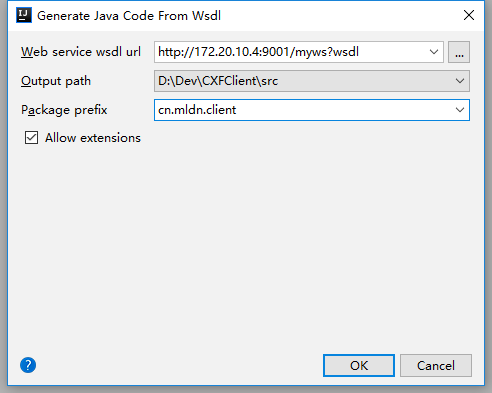 IJ Generate Java Code From Wsdl
Web service wsdl url http://172.20.10.4:9001/myws?wsdl ...
Output path D:\Dev\CXFClient\src
Package prefix cn.mldn.client
Allow extensions
? OK Cancel